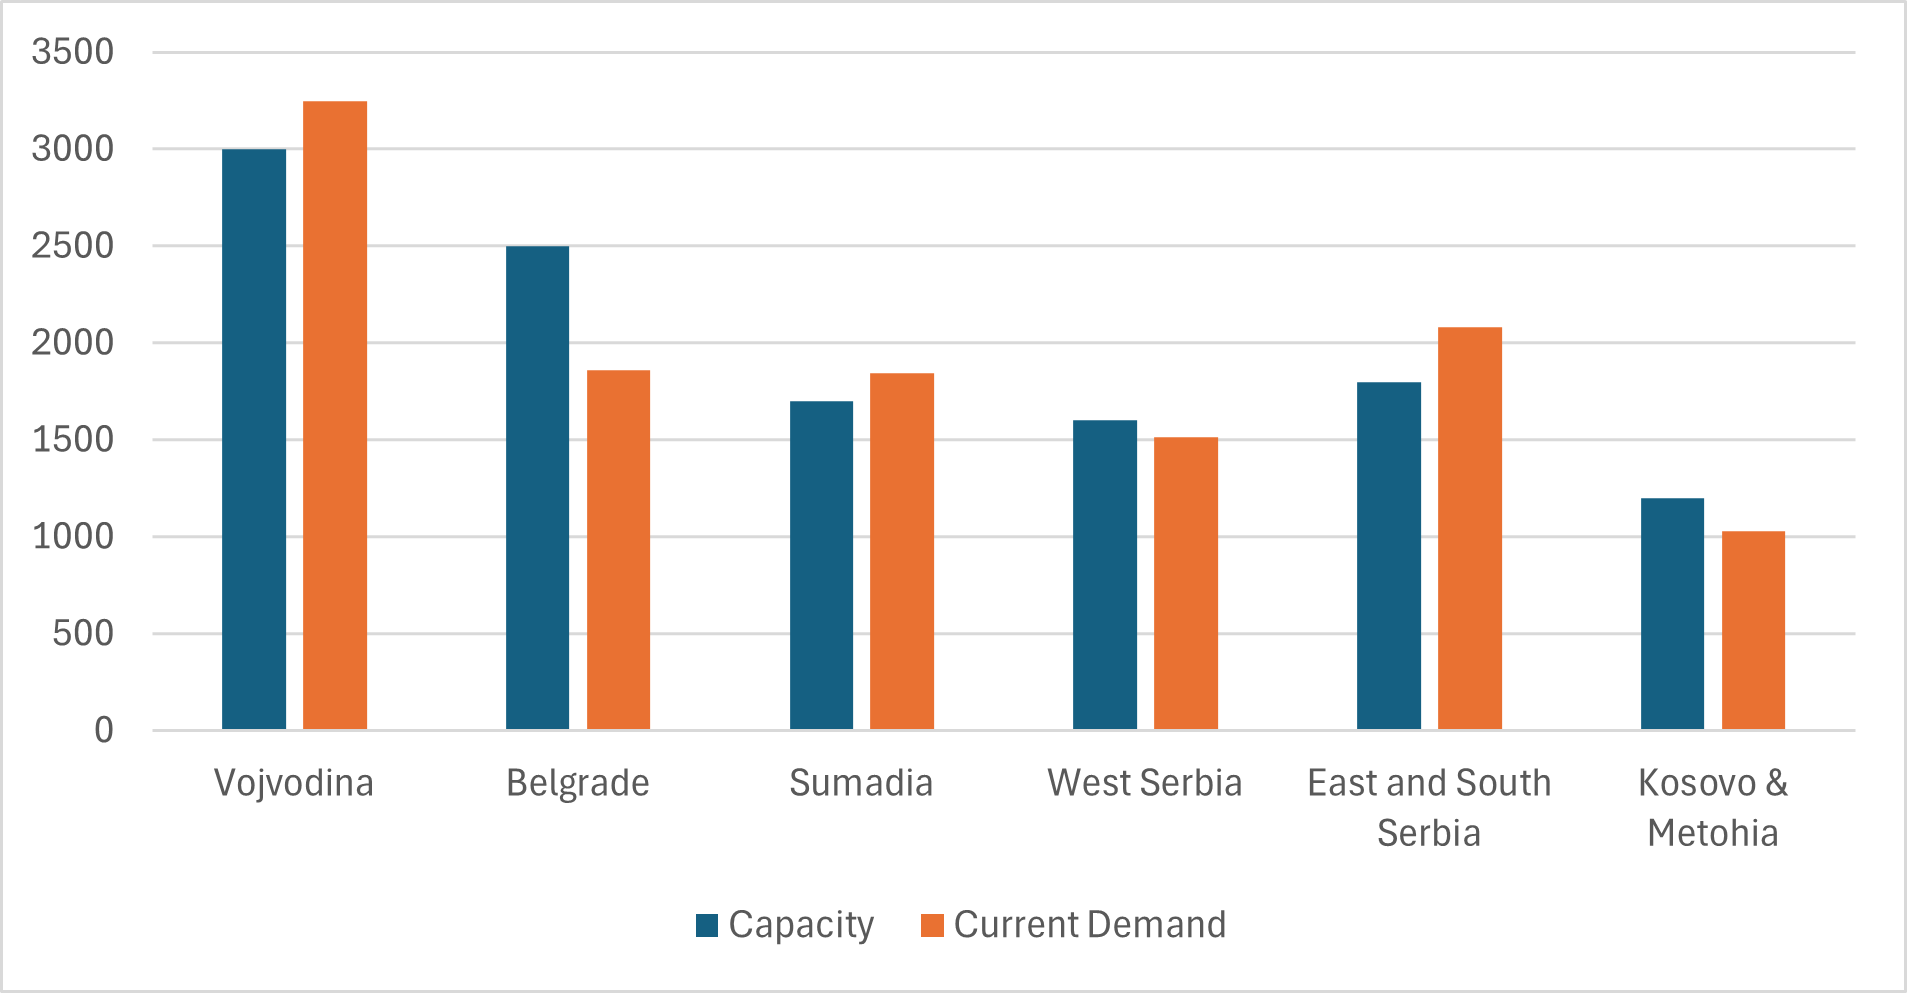 3500
3000
2500
2000
1500
1000
500
0
Vojvodina
Belgrade
Sumadia
West Serbia
East and South
Serbia
Kosovo &
Metohia
Capacity
Current Demand